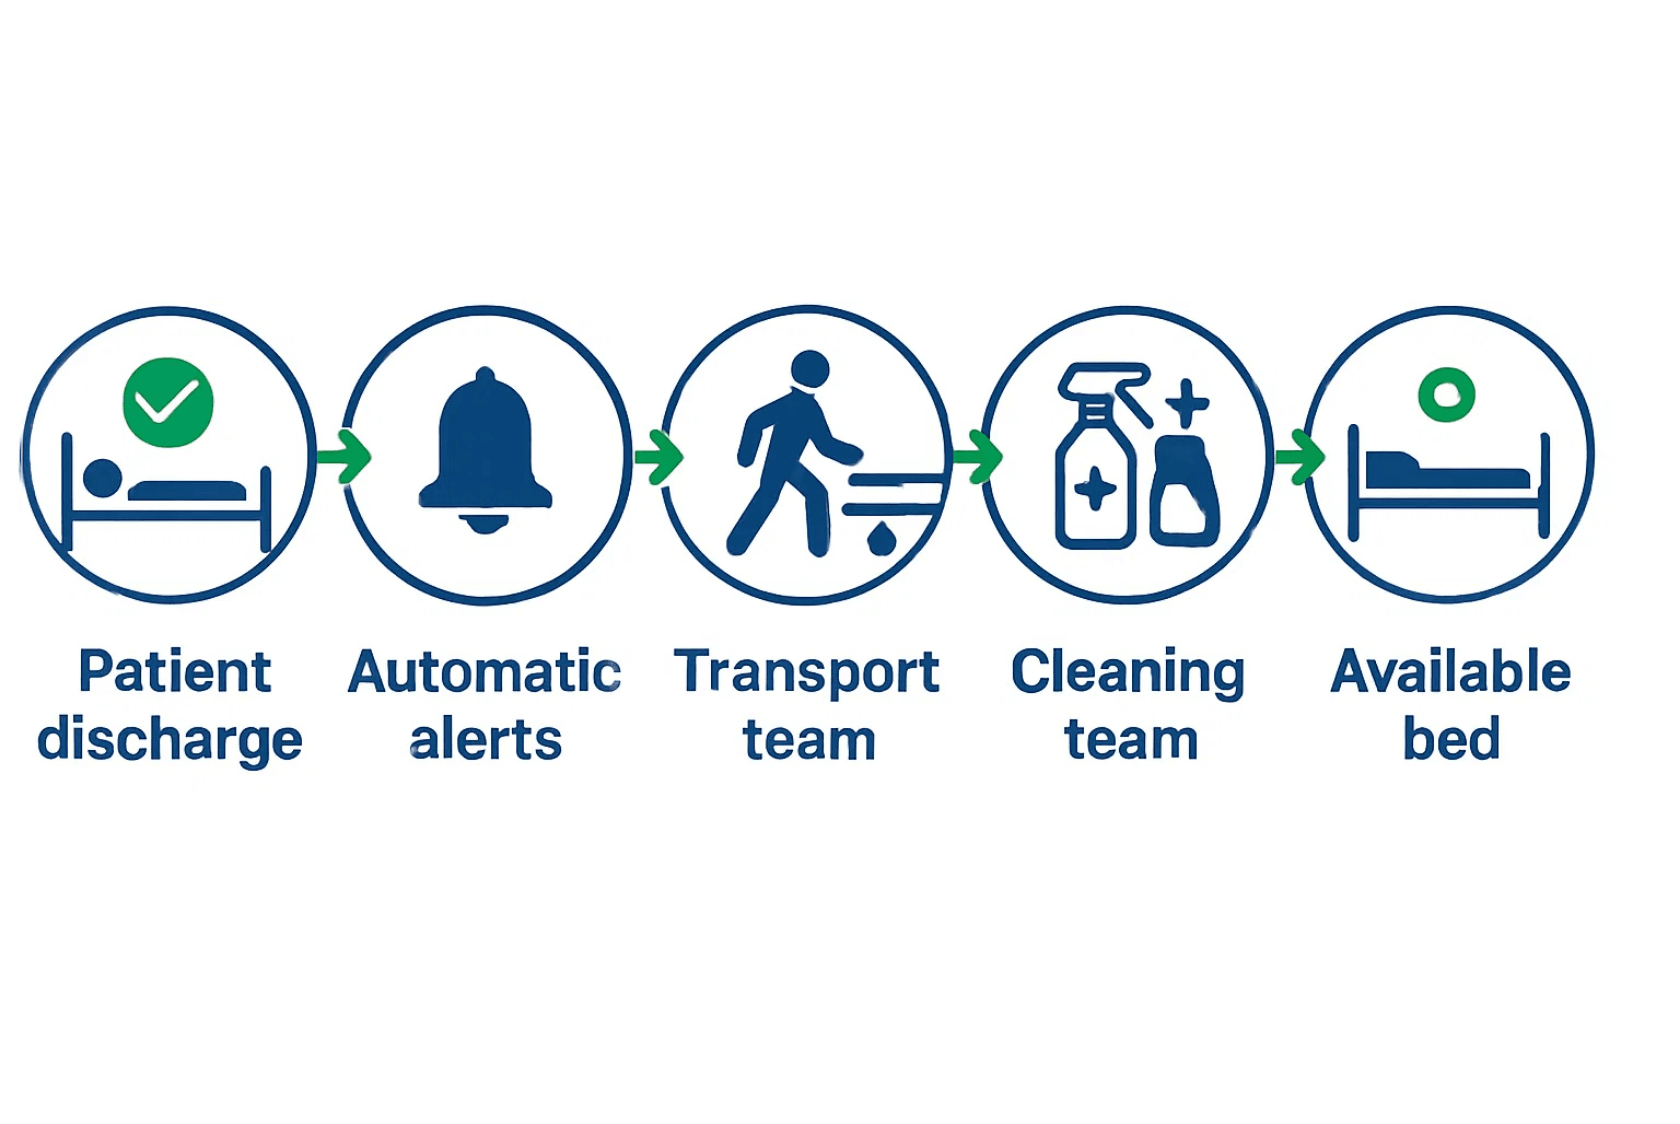 Patient
discharge
Automatic
alerts
Transport
team
Cleaning
team
Available
bed